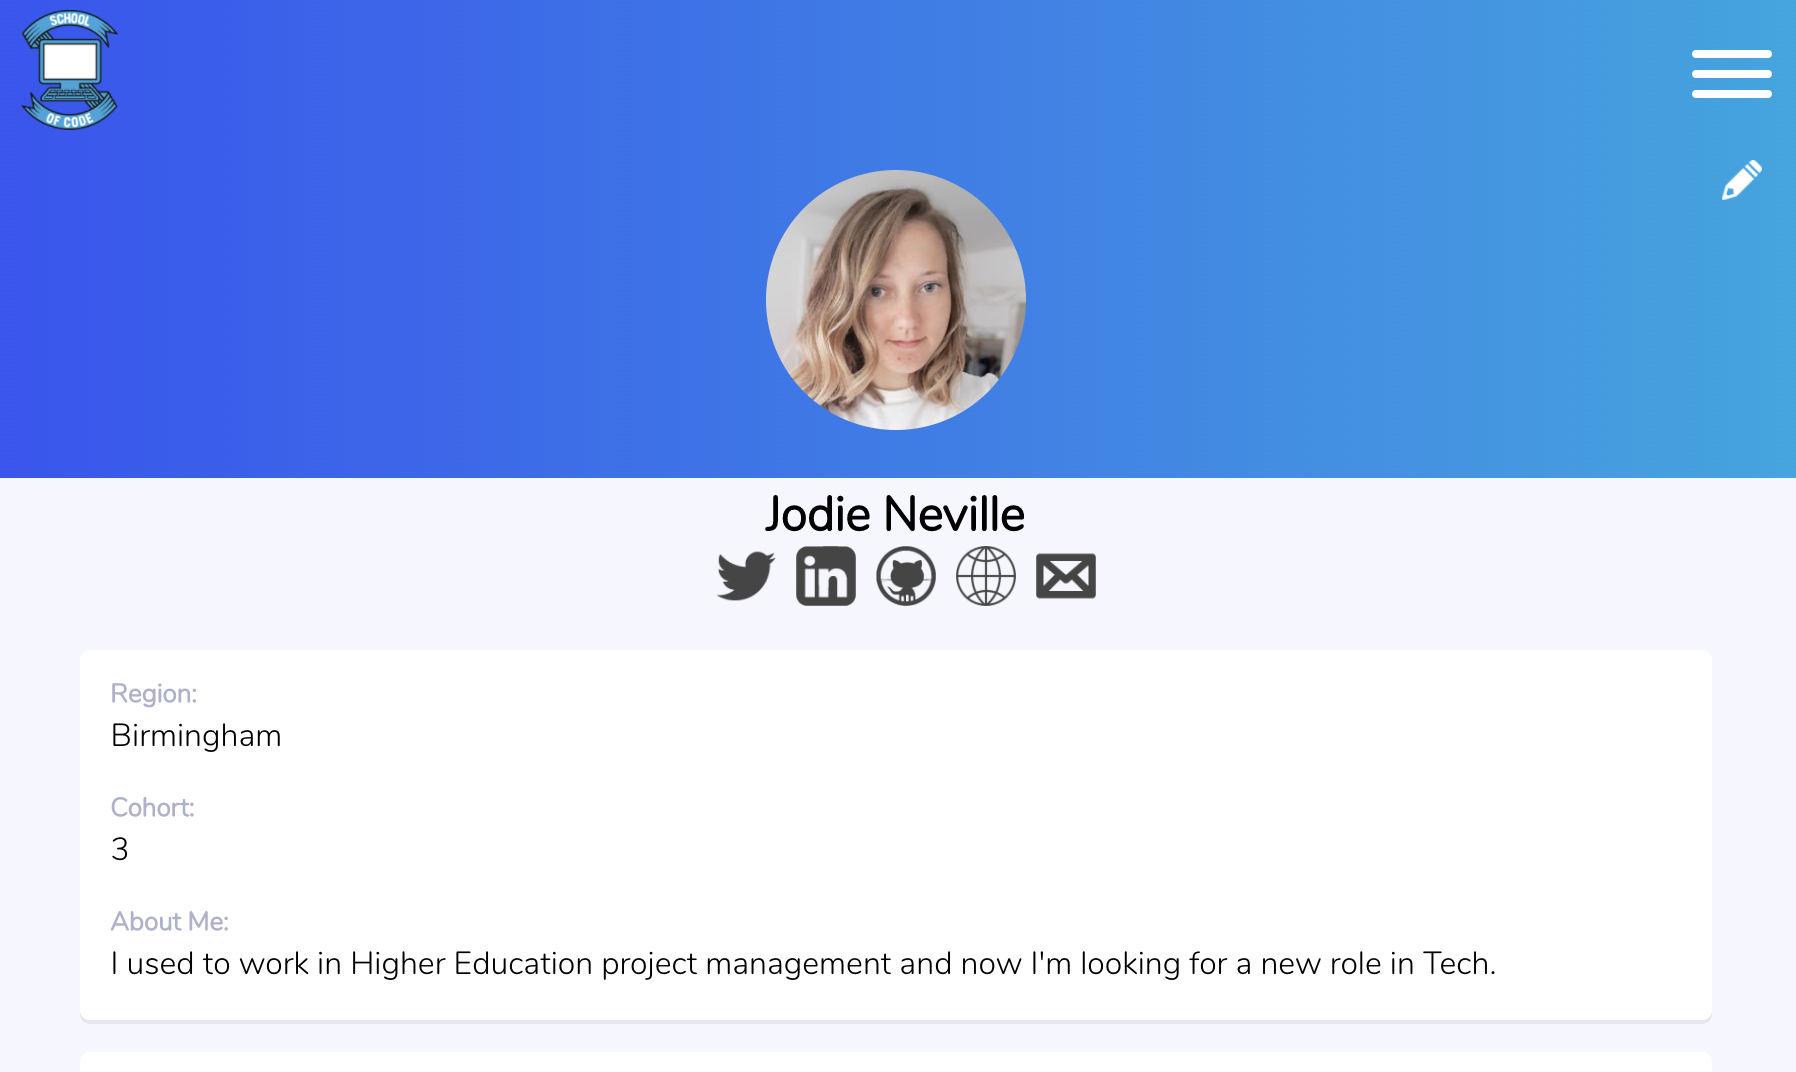 SCHOOL
OF CODE
Jodie Neville
in
Region:
Birmingham
Cohort:
3
About Me:
I used to work in Higher Education project management and now I'm looking for a new role in Tech.